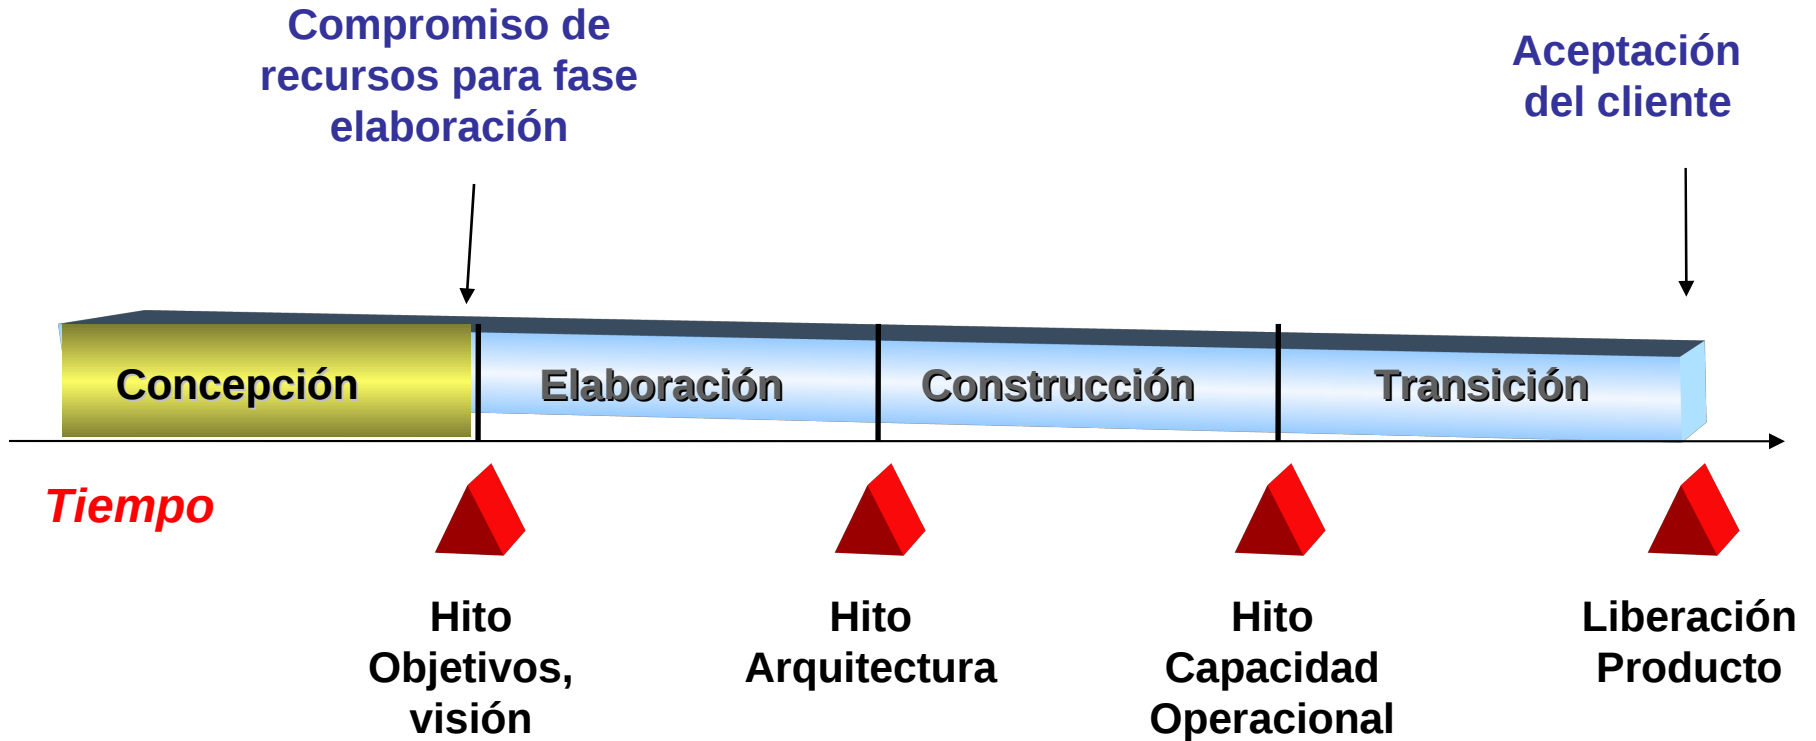 Compromiso de
recursos para fase
elaboración
Aceptación
del cliente
Concepción
Elaboración
Construcción
Transición
Tiempo
Hito
Objetivos,
visión
Hito
Arquitectura
Hito
Capacidad
Operacional
Liberación
Producto